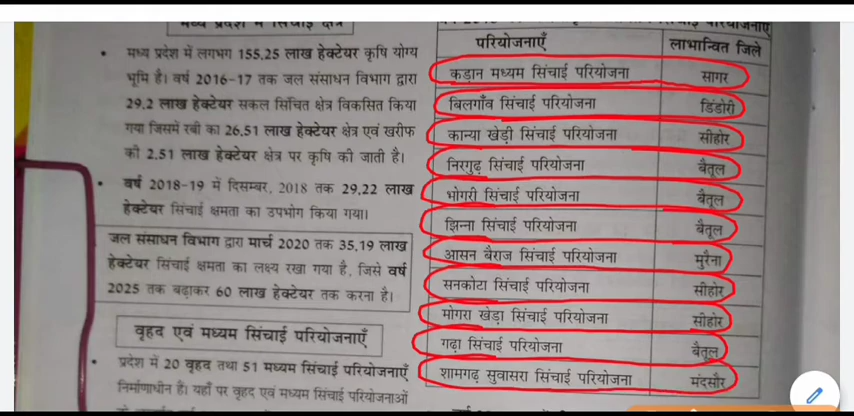 मध्य प्रदेश में सिंचाई क्षेत्र
• मध्य प्रदेश में लगभग 155.25 लाख हेक्टेयर कृषि योग्य
भूमि है। वर्ष 2016-17 तक जल संसाधन विभाग द्वारा
29.2 लाख हेक्टेयर सकल सिंचित क्षेत्र विकसित किया
गया जिसमें रबी का 26.51 लाख हेक्टेयर क्षेत्र एवं खरीफ
की 2.51 लाख हेक्टेयर क्षेत्र पर कृषि की जाती है।
• वर्ष 2018-19 में दिसम्बर, 2018 तक 29.22 लाख
हेक्टेयर सिंचाई क्षमता का उपभोग किया गया।
जल संसाधन विभाग द्वारा मार्च 2020 तक 35.19 लाख
हेक्टेयर सिंचाई क्षमता का लक्ष्य रखा गया है, जिसे वर्ष
2025 तक बढ़ाकर 60 लाख हेक्टेयर तक करना है।
वृहद एवं मध्यम सिंचाई परियोजनाएँ
• प्रदेश में 20 वृहद तथा 51 मध्यम सिंचाई परियोजनाएँ
निर्माणाधीन है। यहाँ पर वृहद एवं मध्यम सिंचाई परियोजनाओं
परियोजनाएँ
परियोजनाएँ लाभान्वित जिले
कड़ान मध्यम सिंचाई परियोजना सागर
बिलगाँव सिंचाई परियोजना डिंडोरी
कान्या खेड़ी सिंचाई परियोजना सीहोर
निरगुढ़ सिंचाई परियोजना बैतूल
भोगरी सिंचाई परियोजना बैतूल
झिन्ना सिंचाई परियोजना बैतूल
आसन बैराज सिंचाई परियोजना मुरैना
सनकोटा सिंचाई परियोजना सीहोर
मोगरा खेड़ा सिंचाई परियोजना सीहोर
गढ़ा सिंचाई परियोजना बैतूल
शामगढ़ सुवासरा सिंचाई परियोजना मंदसौर